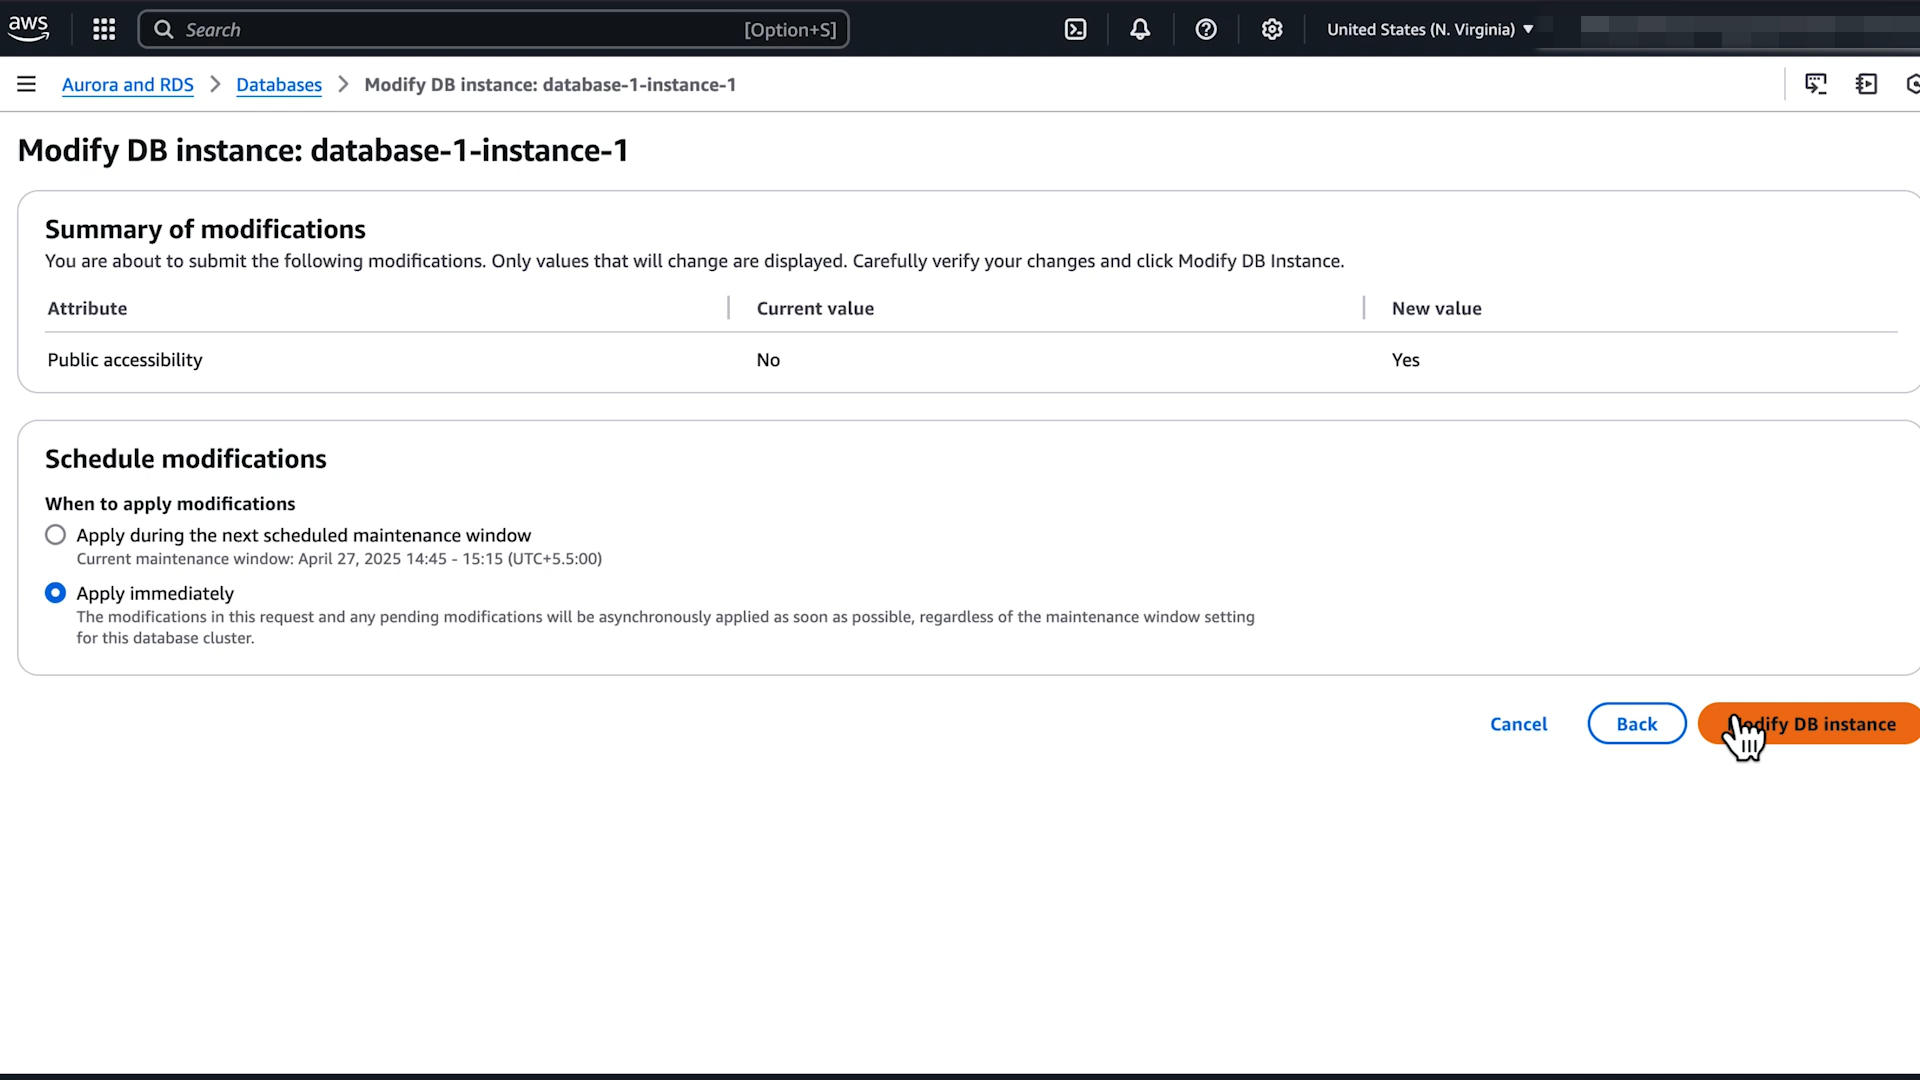 aws
Search
[Option+S]
United States (N. Virginia)
Aurora and RDS
Databases
Modify DB instance: database-1-instance-1
Modify DB instance: database-1-instance-1
Summary of modifications
You are about to submit the following modifications. Only values that will change are displayed. Carefully verify your changes and click Modify DB Instance.
Attribute
Current value
New value
Public accessibility
No
Yes
Schedule modifications
When to apply modifications
Apply during the next scheduled maintenance window
Current maintenance window: April 27, 2025 14:45 - 15:15 (UTC+5.5:00)
Apply immediately
The modifications in this request and any pending modifications will be asynchronously applied as soon as possible, regardless of the maintenance window setting
for this database cluster.
Cancel
Back
Modify DB instance